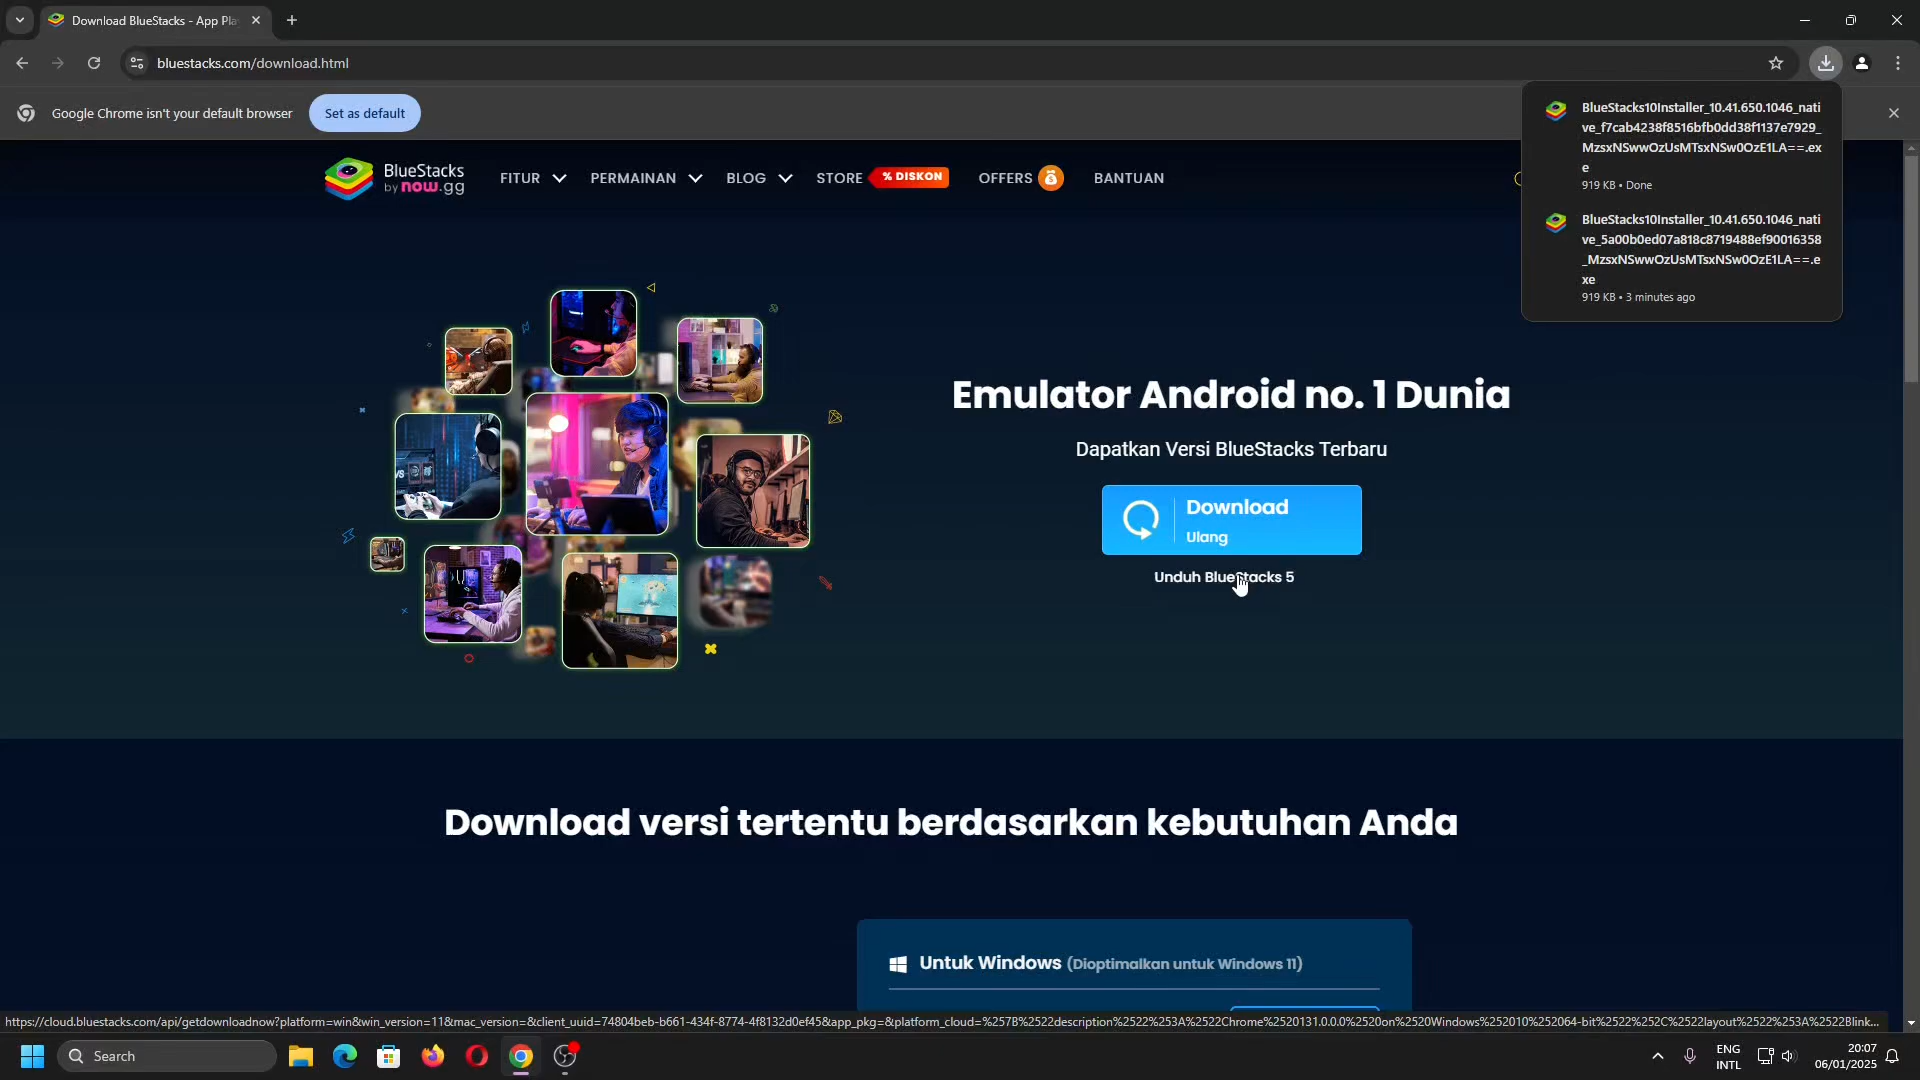 Download BlueStacks - App Pla
bluestacks.com/download.html
Google Chrome isn't your default browser
Set as default
BlueStacks10Installer_10.41.650.1046_nati
ve_f7cab4238f8516bfb0dd38f1137e7929_
MzsxNSwwOzUsMTsxNSw0OzE1LA==.ex
e
919 KB • Done
BlueStacks10Installer_10.41.650.1046_nati
ve_5a00b0ed07a818c8719488ef90016358
_MzsxNSwwOzUsMTsxNSw0OzE1LA==.e
xe
919 KB • 3 minutes ago
BlueStacks
by now.gg
FITUR
PERMAINAN
BLOG
STORE
% DISKON
OFFERS
BANTUAN
Emulator Android no. 1 Dunia
Dapatkan Versi BlueStacks Terbaru
Download
Ulang
Unduh BlueStacks 5
Download versi tertentu berdasarkan kebutuhan Anda
Untuk Windows (Dioptimalkan untuk Windows 11)
https://cloud.bluestacks.com/api/getdownloadnow?platform=win&win_version=11&mac_version=&client_uuid=74804beb-b661-434f-8774-4f8132d0ef45&app_pkg=&platform_cloud=%257B%2522description%2522%253A%2522Chrome%2520131.0.0.0%2520on%2520Windows%252010%252064-bit%2522%252C%2522layout%2522%253A%2522Blink...
Search
ENG
INTL
20:07
06/01/2025